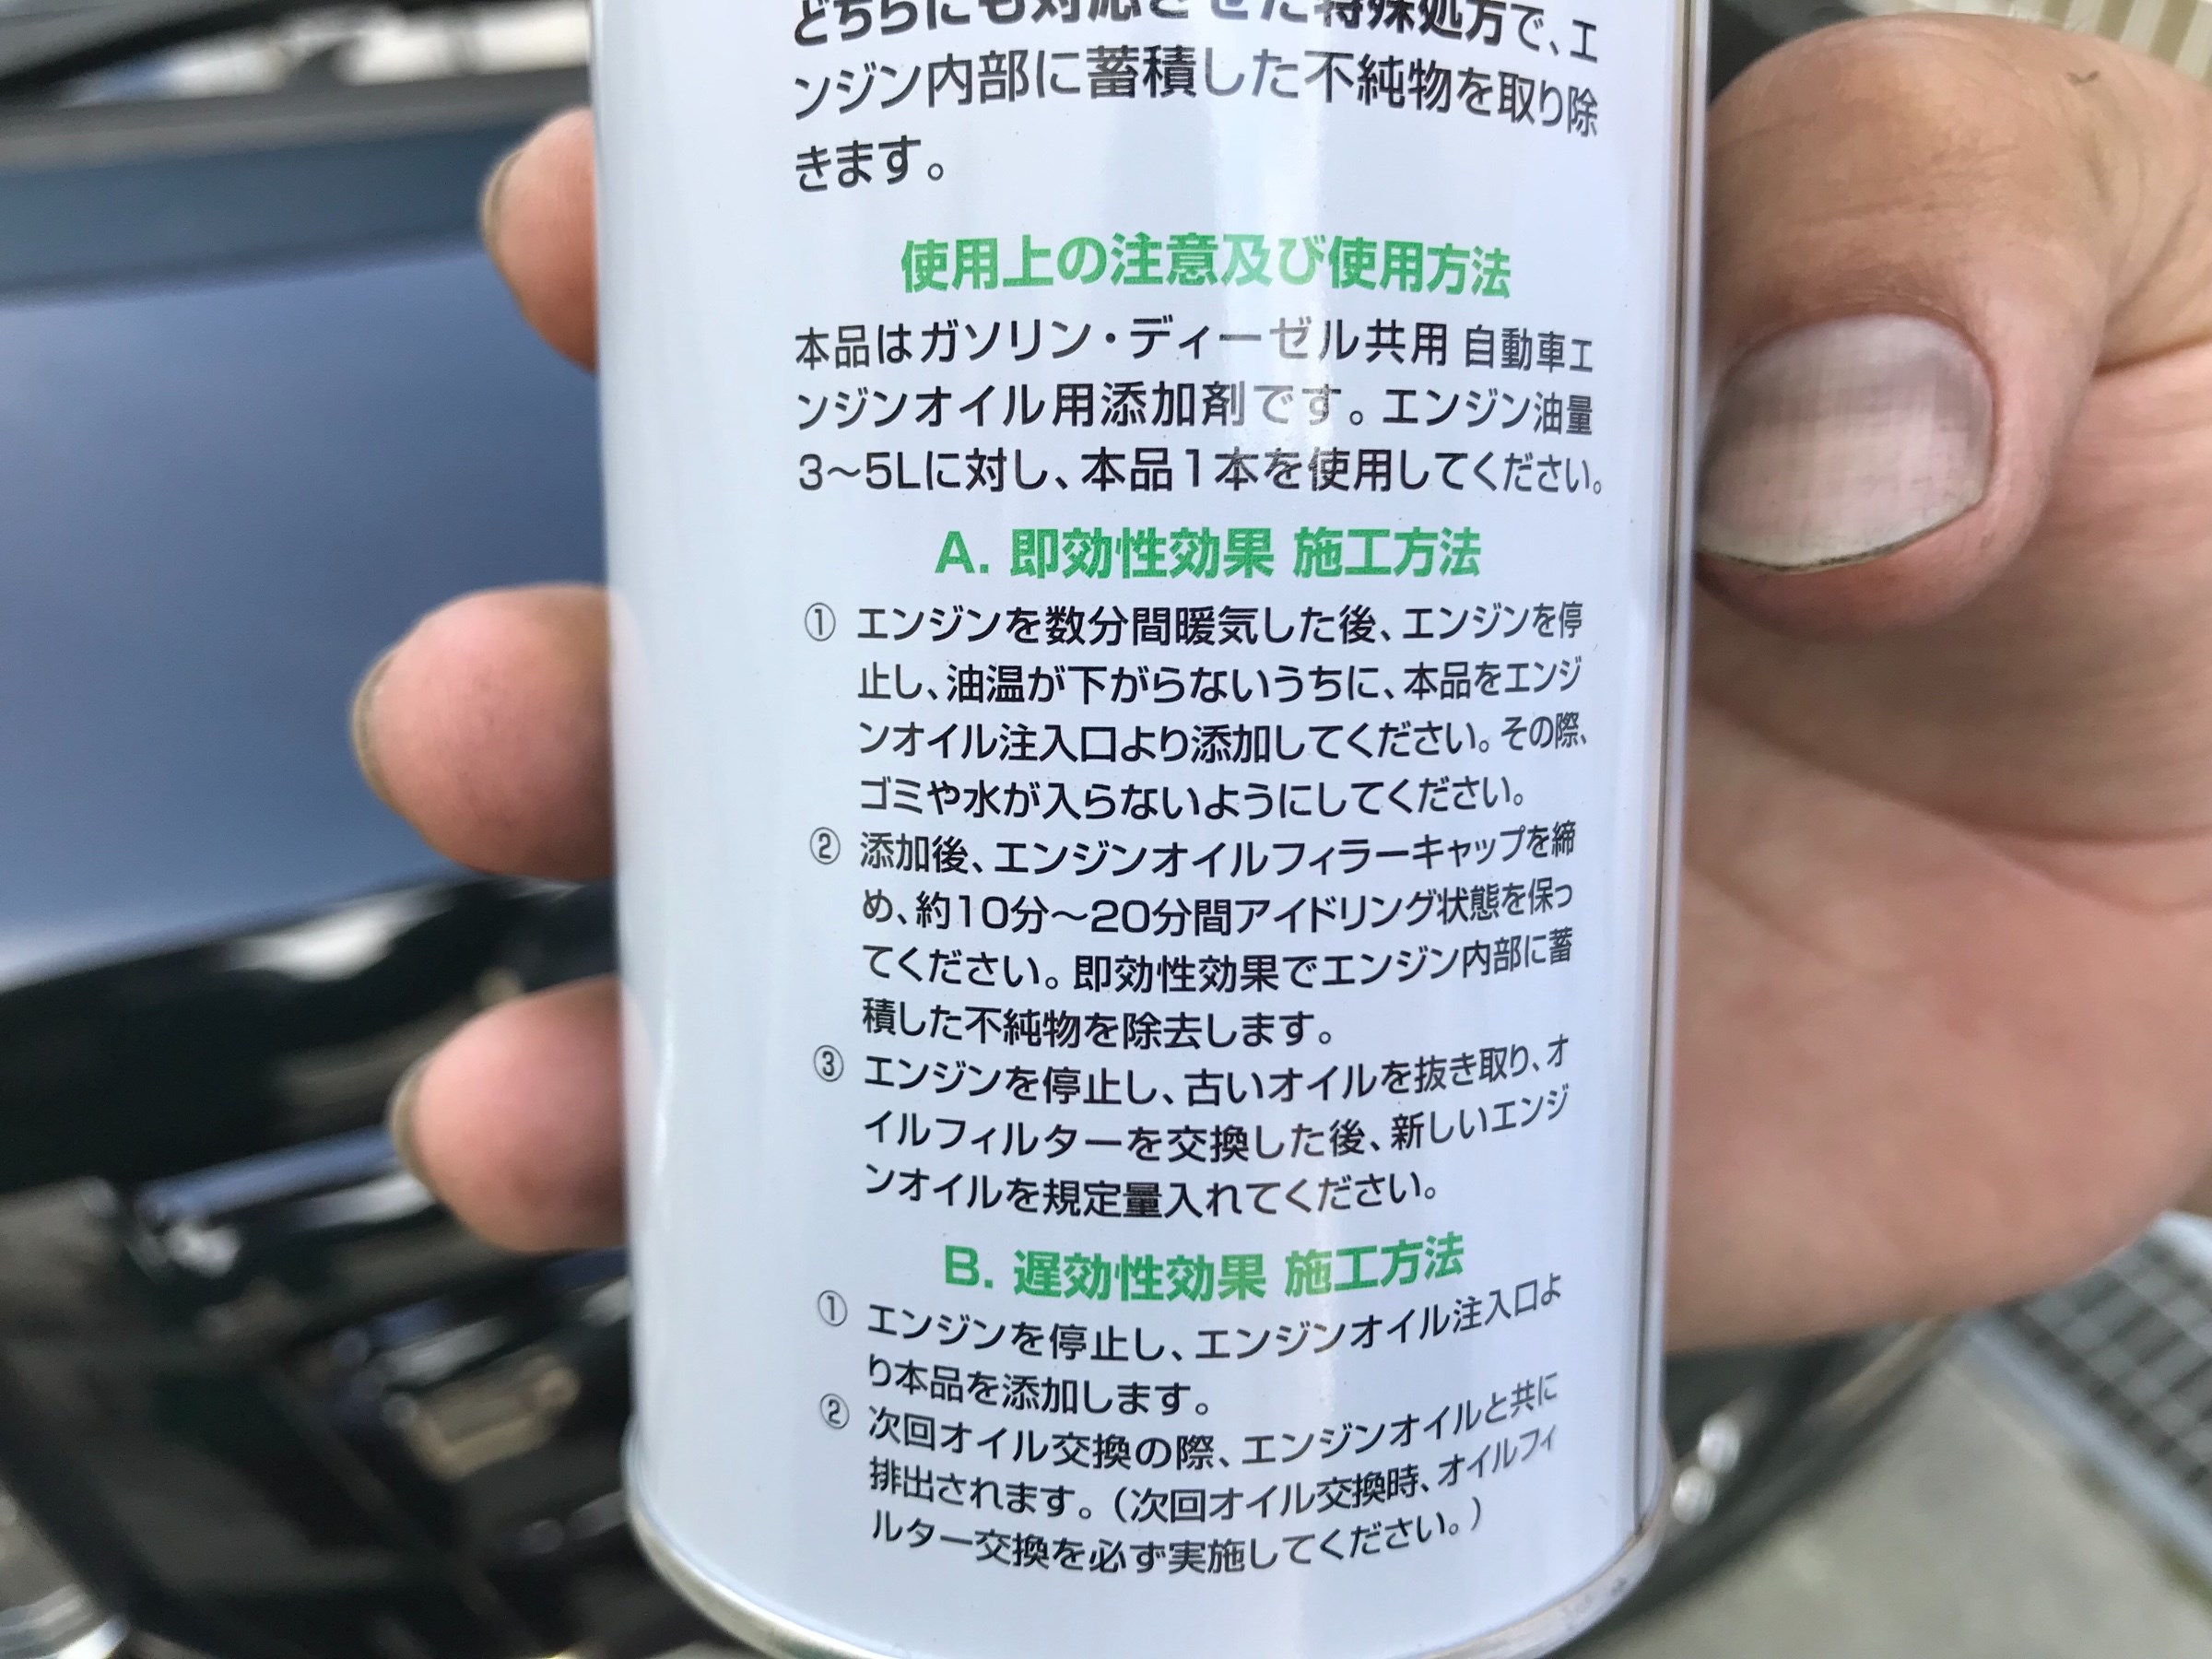 どちらにも対応させた特殊処方で、エ
ンジン内部に蓄積した不純物を取り除
きます。
使用上の注意及び使用方法
本品はガソリン・ディーゼル共用 自動車エ
ンジンオイル用添加剤です。エンジン油量
3〜5Lに対し、本品1本を使用してください。
A. 即効性効果 施工方法
① エンジンを数分間暖気した後、エンジンを停
止し、油温が下がらないうちに、本品をエンジ
ンオイル注入口より添加してください。その際、
ゴミや水が入らないようにしてください。
② 添加後、エンジンオイルフィラーキャップを締
め、約10分〜20分間アイドリング状態を保っ
てください。即効性効果でエンジン内部に蓄
積した不純物を除去します。
③ エンジンを停止し、古いオイルを抜き取り、オ
イルフィルターを交換した後、新しいエンジ
ンオイルを規定量入れてください。
B. 遅効性効果 施工方法
① エンジンを停止し、エンジンオイル注入口よ
り本品を添加します。
② 次回オイル交換の際、エンジンオイルと共に
排出されます。（次回オイル交換時、オイルフィ
ルター交換を必ず実施してください。）